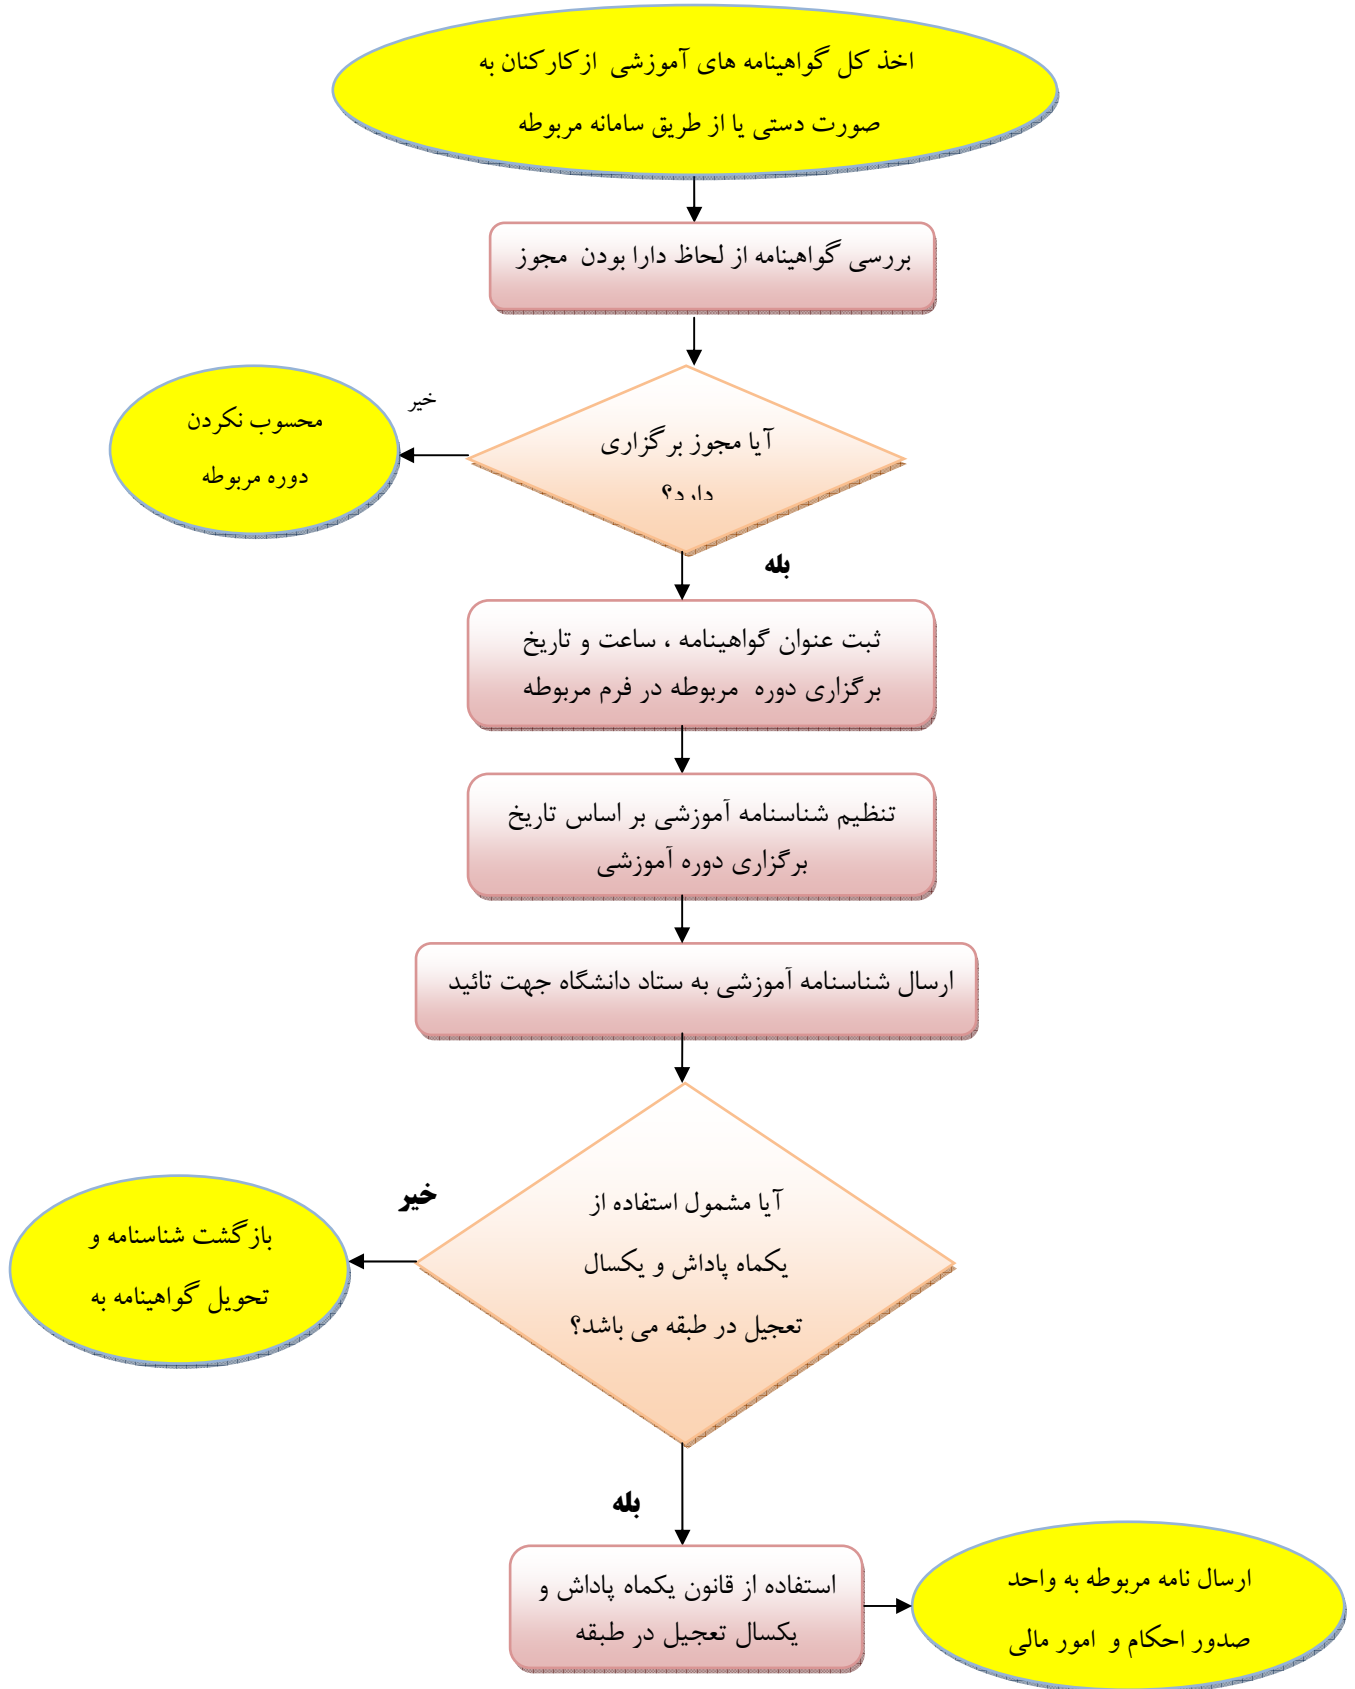 اخذ کل گواهینامه های آموزشی ازکارکنان به
صورت دستی یا از طریق سامانه مربوطه
بررسی گواهینامه از لحاظ دارا بودن مجوز
آیا مجوز برگزاری
دارد؟
خیر
محسوب نکردن
دوره مربوطه
بله
ثبت عنوان گواهینامه ، ساعت و تاریخ
برگزاری دوره مربوطه در فرم مربوطه
تنظیم شناسنامه آموزشی بر اساس تاریخ
برگزاری دوره آموزشی
ارسال شناسنامه آموزشی به ستاد دانشگاه جهت تائید
آیا مشمول استفاده از
یکماه پاداش و یکسال
تعجیل در طبقه می باشد؟
خیر
بازگشت شناسنامه و
تحویل گواهینامه به
بله
استفاده از قانون یکماه پاداش و
یکسال تعجیل در طبقه
ارسال نامه مربوطه به واحد
صدور احکام و امور مالی